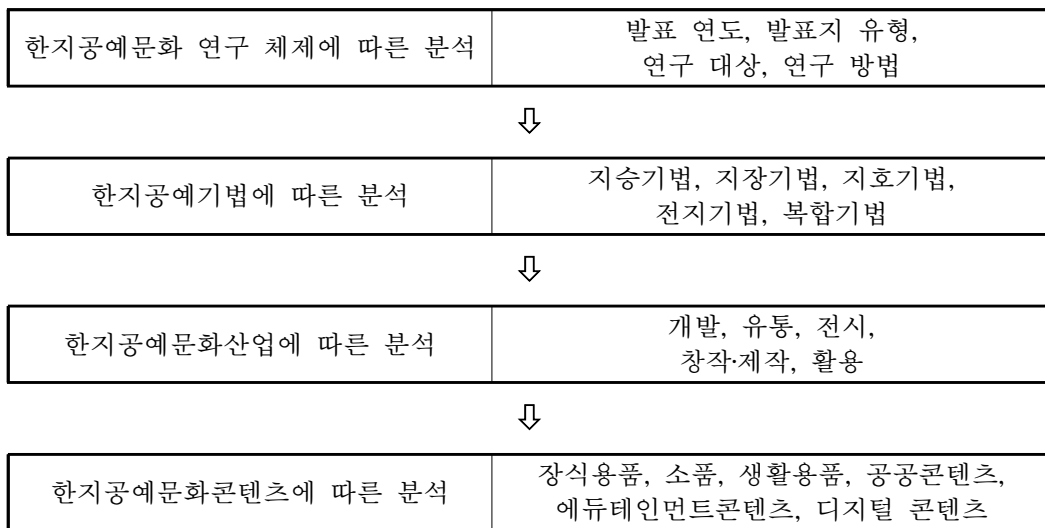 한지공예문화 연구 체제에 따른 분석
발표 연도, 발표지 유형,
연구 대상, 연구 방법
⇩
한지공예기법에 따른 분석
지승기법, 지장기법, 지호기법,
전지기법, 복합기법
⇩
한지공예문화산업에 따른 분석
개발, 유통, 전시,
창작·제작, 활용
⇩
한지공예문화콘텐츠에 따른 분석
장식용품, 소품, 생활용품, 공공콘텐츠,
에듀테인먼트콘텐츠, 디지털 콘텐츠